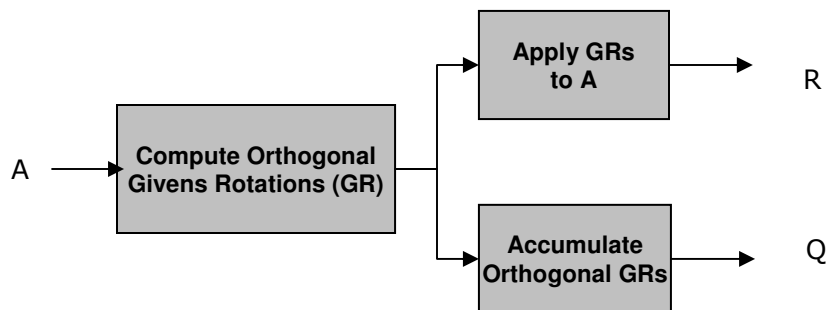 A
Compute Orthogonal
Givens Rotations (GR)
Apply GRs
to A
R
Accumulate
Orthogonal GRs
Q